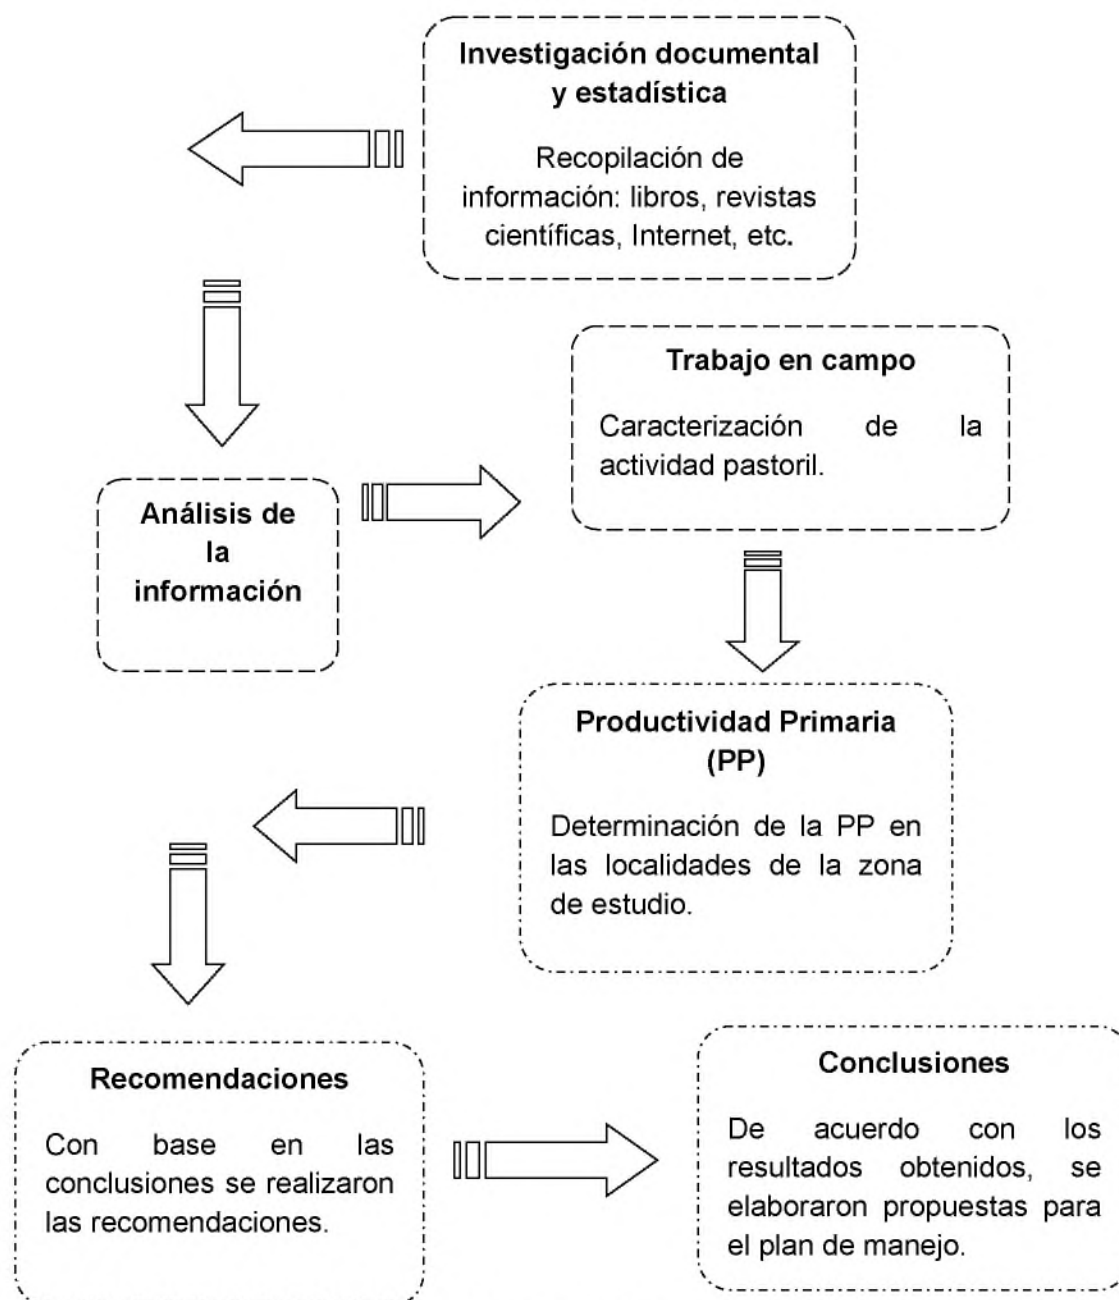 Investigación documental
y estadística
Recopilación de
información: libros, revistas
científicas, Internet, etc.
Trabajo en campo
Caracterización de la
actividad pastoril.
Análisis de
la
información
Productividad Primaria
(PP)
Determinación de la PP en
las localidades de la zona
de estudio.
Recomendaciones
Con base en las
conclusiones se realizaron
las recomendaciones.
Conclusiones
De acuerdo con los
resultados obtenidos, se
elaboraron propuestas para
el plan de manejo.